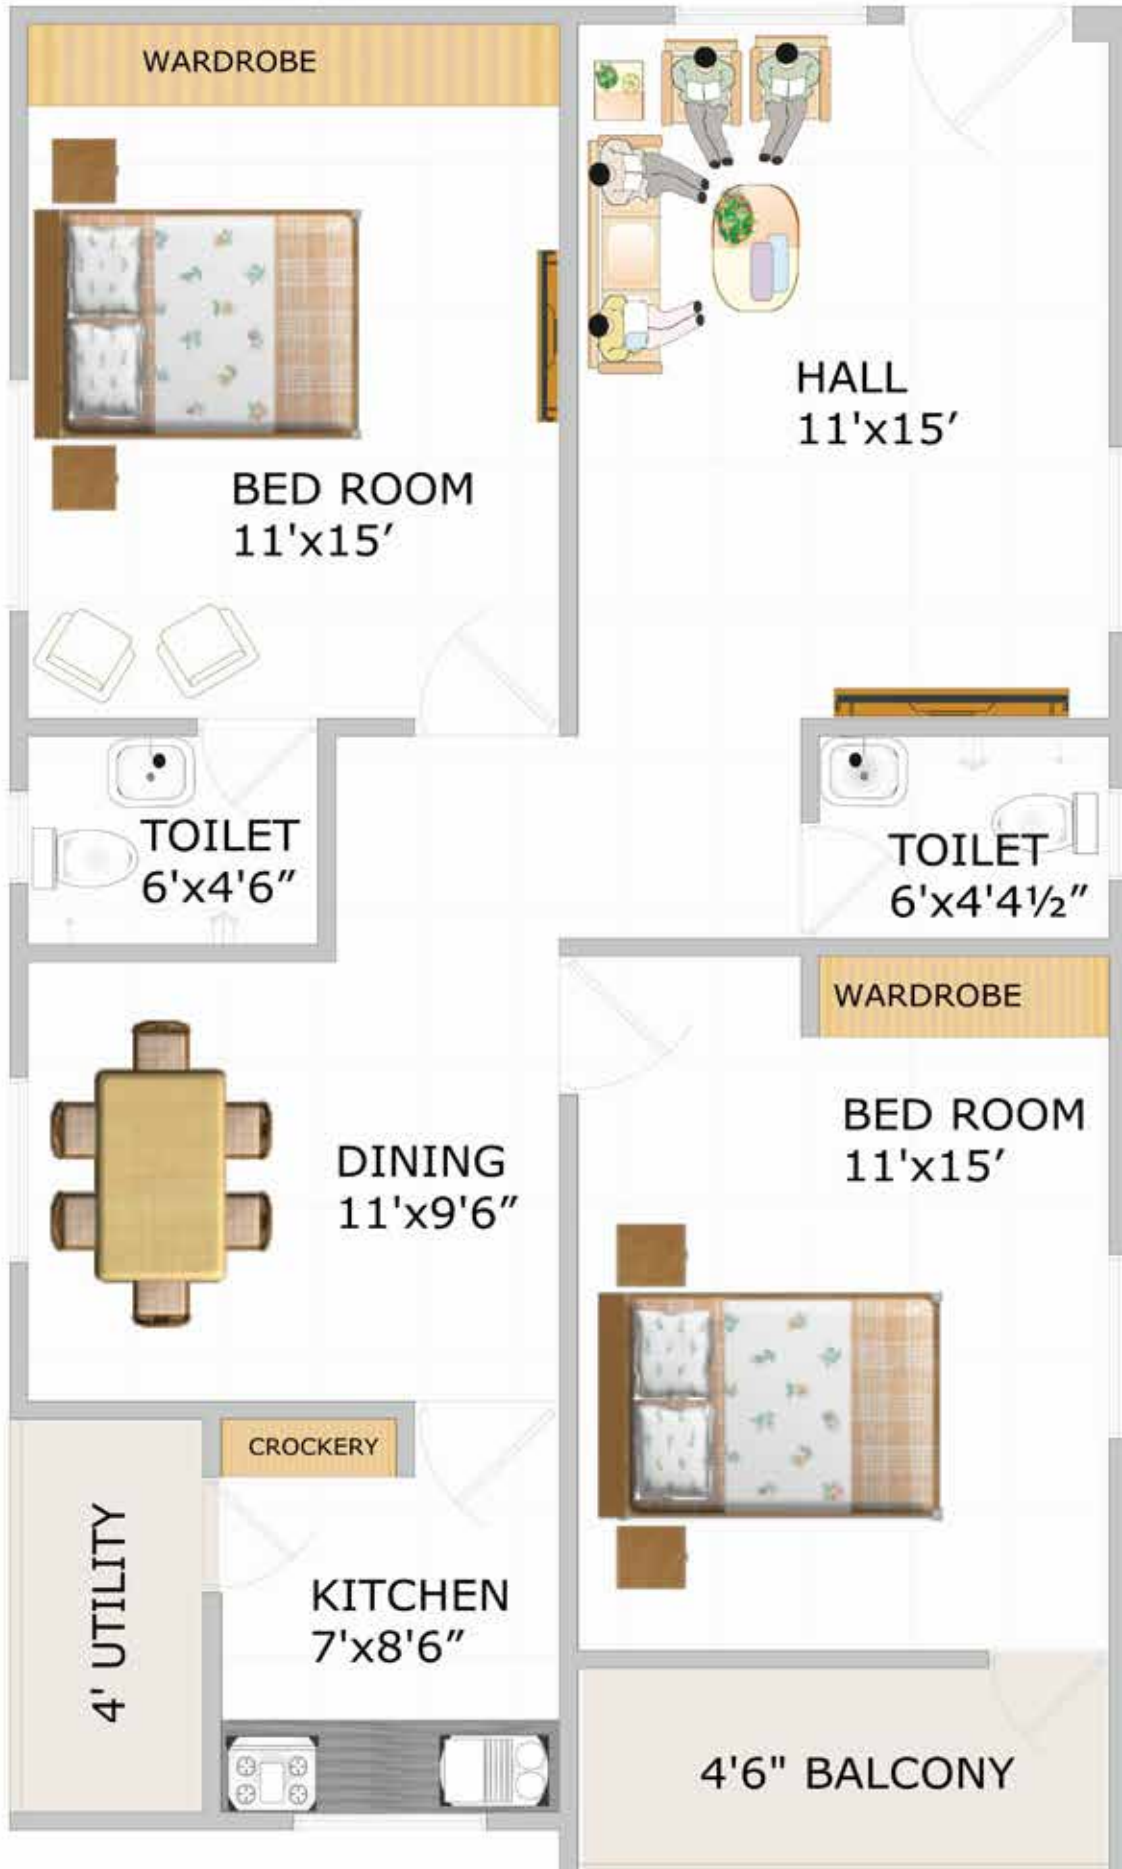 WARDROBE
HALL
11'x15′
BED ROOM
11'x15′
TOILET
6'x4'6″
TOILET
6'x4'4½″
WARDROBE
BED ROOM
11'x15′
DINING
11'x9'6″
CROCKERY
4' UTILITY
KITCHEN
7'x8'6″
4'6" BALCONY